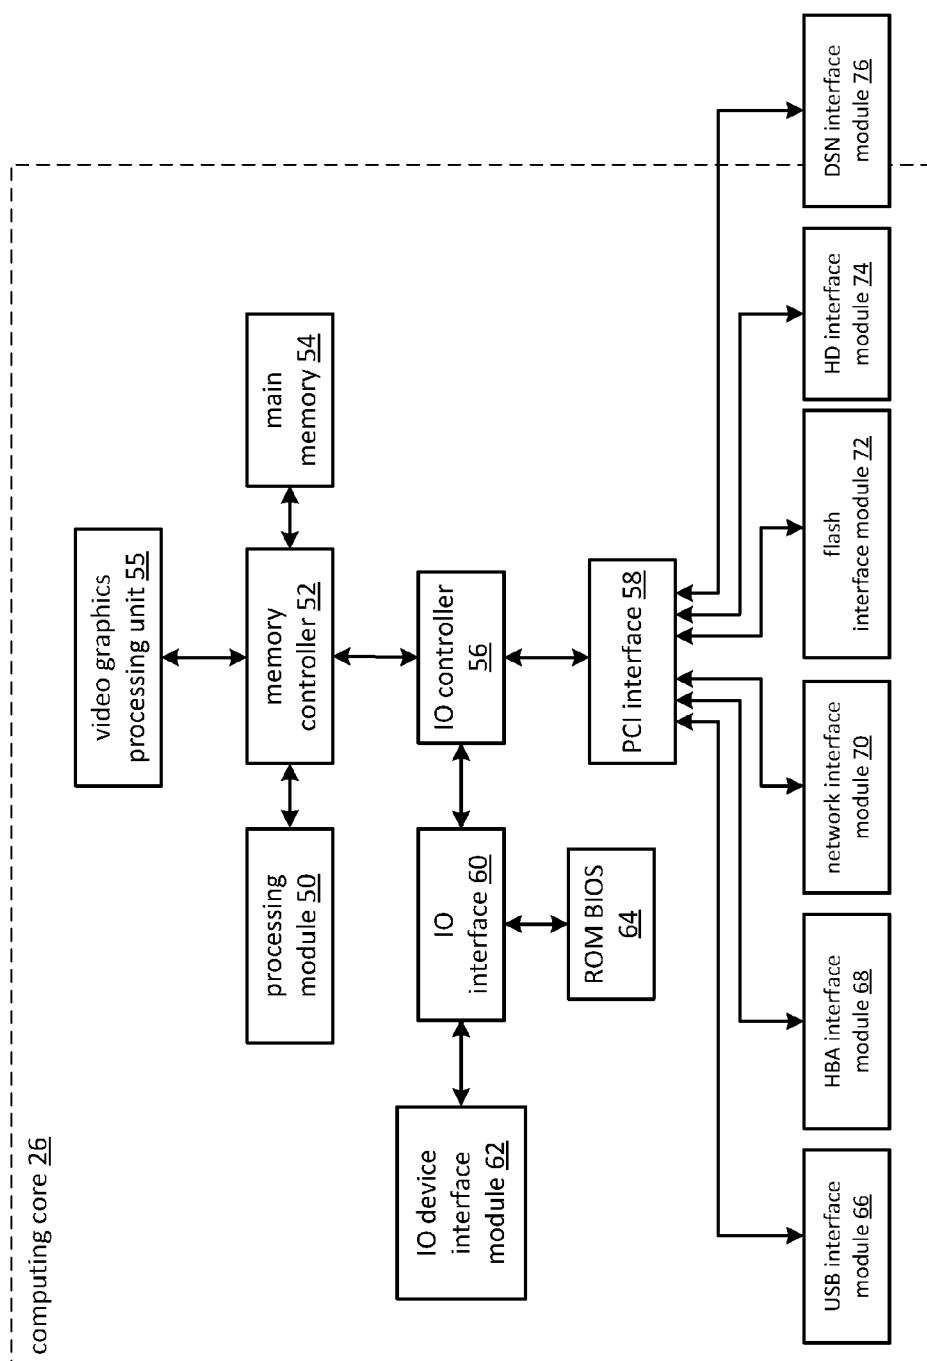 computing core 26
video graphics
processing unit 55
processing
module 50
memory
controller 52
main
memory 54
IO device
interface
module 62
IO
interface 60
IO controller
56
ROM BIOS
64
PCI interface 58
USB interface
module 66
HBA interface
module 68
network interface
module 70
flash
interface module 72
HD interface
module 74
DSN interface
module 76